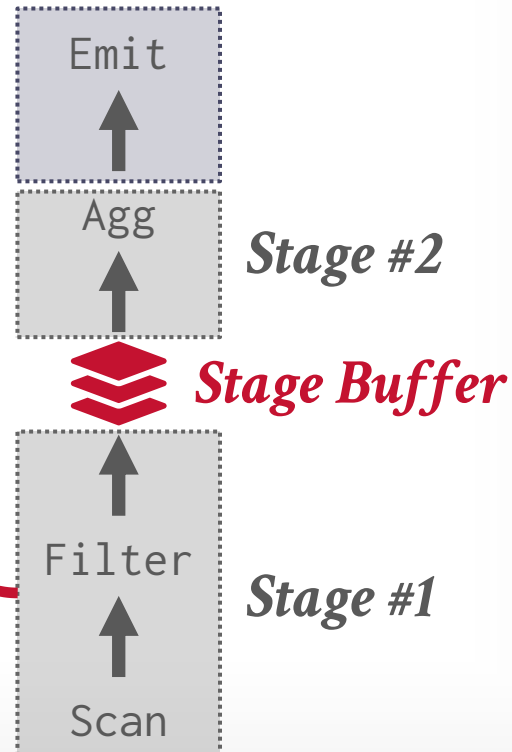 Emit
Agg
Stage #2
Stage Buffer
Filter
Stage #1
Scan